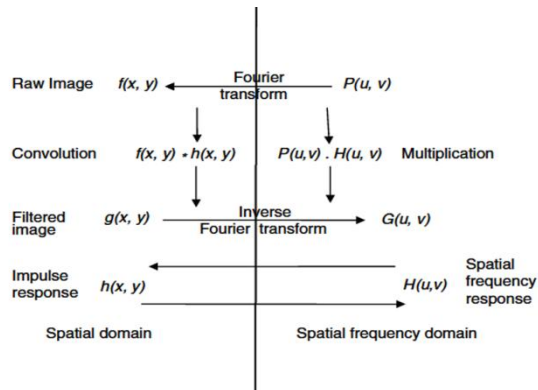 Raw Image f(x, y) Fourier transform P(u, v)
Convolution f(x, y) * h(x, y) P(u,v) . H(u, v) Multiplication
Filtered image g(x, y) Inverse Fourier transform G(u, v)
Impulse response h(x, y) H(u,v) Spatial frequency response
Spatial domain Spatial frequency domain